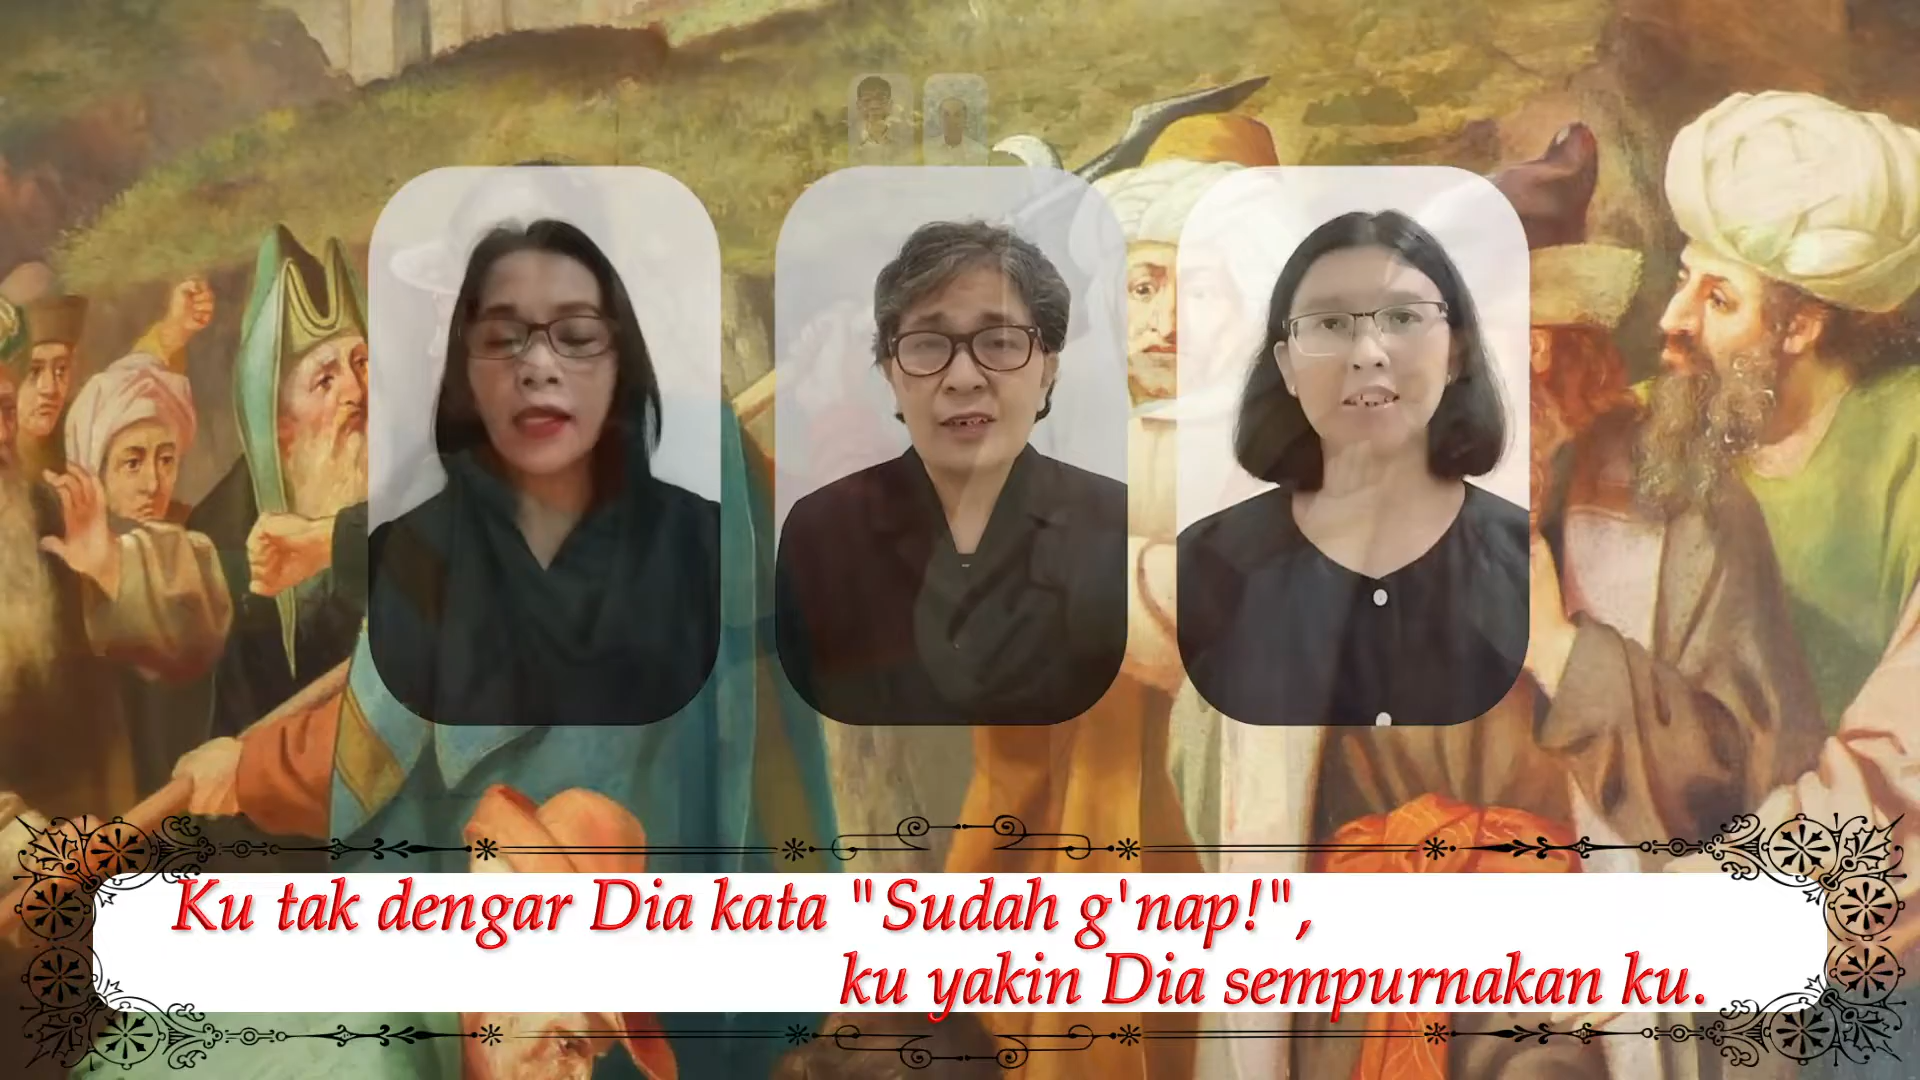 Ku tak dengar Dia kata "Sudah g'nap!",
ku yakin Dia sempurnakan ku.